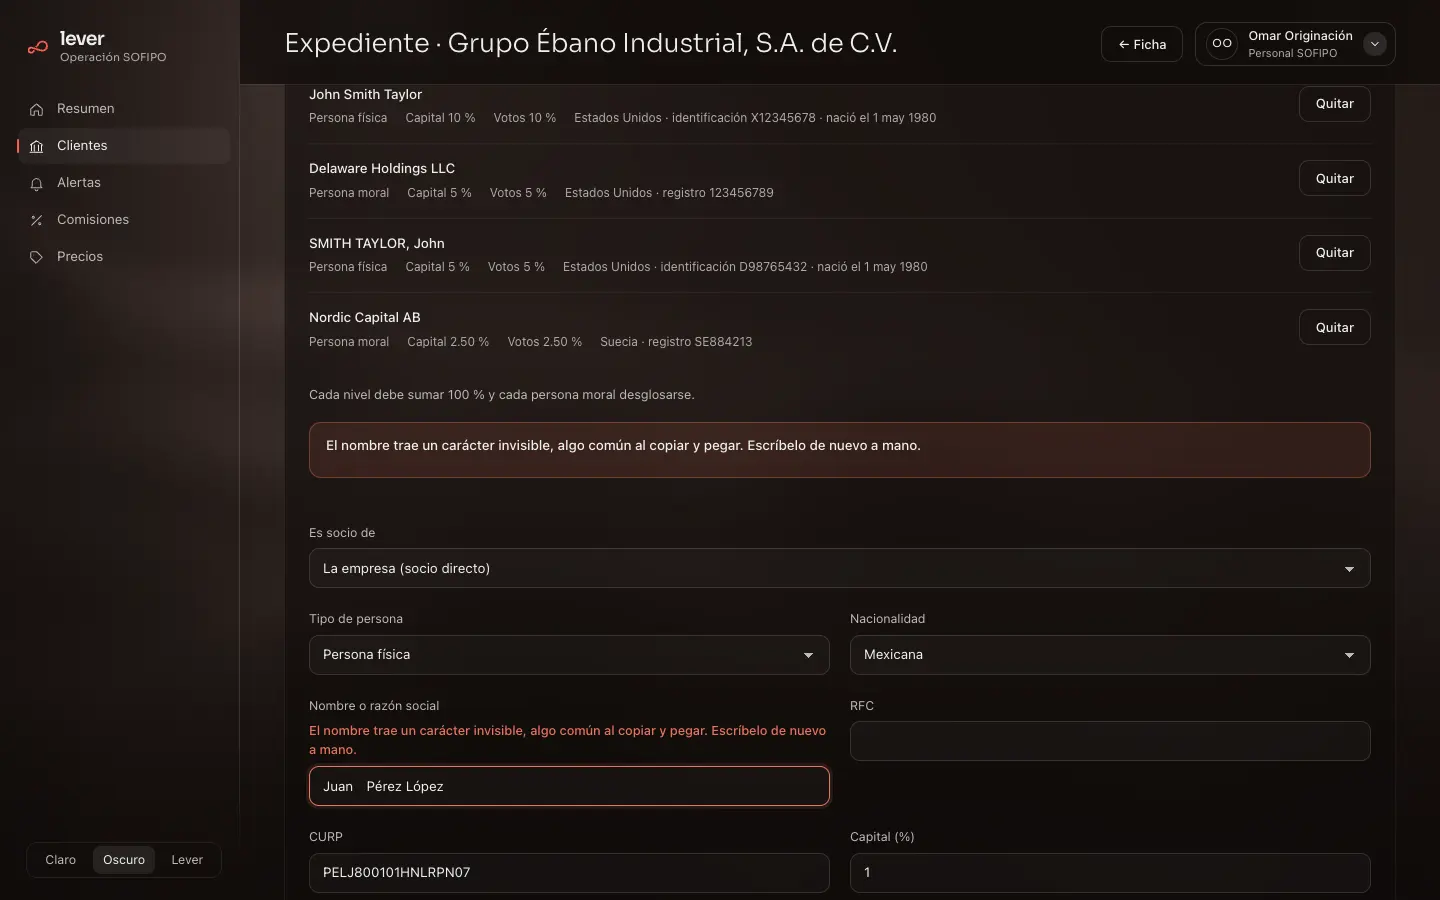 lever
Operación SOFIPO
Resumen
Clientes
Alertas
Comisiones
Precios
Claro Oscuro Lever
Expediente · Grupo Ébano Industrial, S.A. de C.V.
← Ficha
OO
Omar Originación
Personal SOFIPO
John Smith Taylor
Persona física Capital 10 % Votos 10 % Estados Unidos · identificación X12345678 · nació el 1 may 1980
Quitar
Delaware Holdings LLC
Persona moral Capital 5 % Votos 5 % Estados Unidos · registro 123456789
Quitar
SMITH TAYLOR, John
Persona física Capital 5 % Votos 5 % Estados Unidos · identificación D98765432 · nació el 1 may 1980
Quitar
Nordic Capital AB
Persona moral Capital 2.50 % Votos 2.50 % Suecia · registro SE884213
Quitar
Cada nivel debe sumar 100 % y cada persona moral desglosarse.
El nombre trae un carácter invisible, algo común al copiar y pegar. Escríbelo de nuevo a mano.
Es socio de
La empresa (socio directo)
Tipo de persona
Persona física
Nacionalidad
Mexicana
Nombre o razón social
El nombre trae un carácter invisible, algo común al copiar y pegar. Escríbelo de nuevo
a mano.
Juan Pérez López
RFC
CURP
PELJ800101HNLRPN07
Capital (%)
1